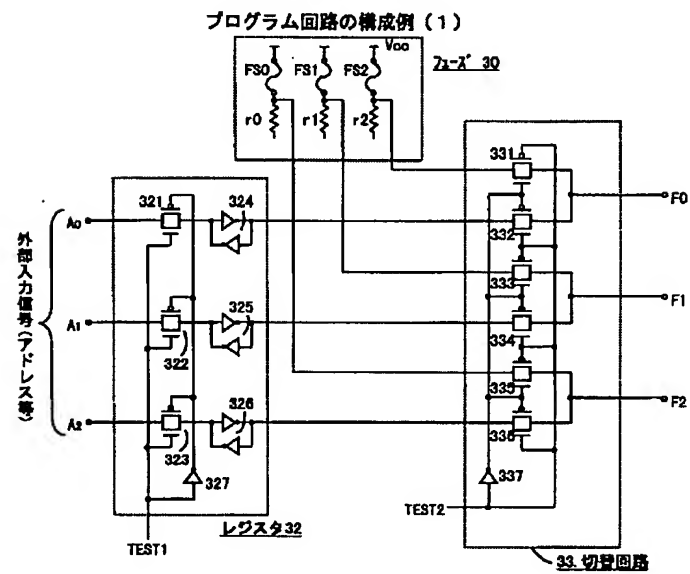 プログラム回路の構成例（1）
VDD
FS0 FS1 FS2
ﾌｭｰｽﾞ 30
r0 r1 r2
331
321 324
A0
332
F0
333
外部入力信号（アドレス等）
325
A1
322
334
F1
335
326
A2
323
336
F2
327
337
TEST2
レジスタ32
TEST1
33.切替回路